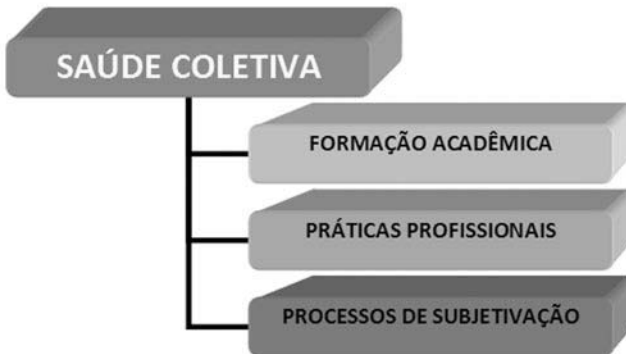 SAÚDE COLETIVA
FORMAÇÃO ACADÊMICA
PRÁTICAS PROFISSIONAIS
PROCESSOS DE SUBJETIVAÇÃO